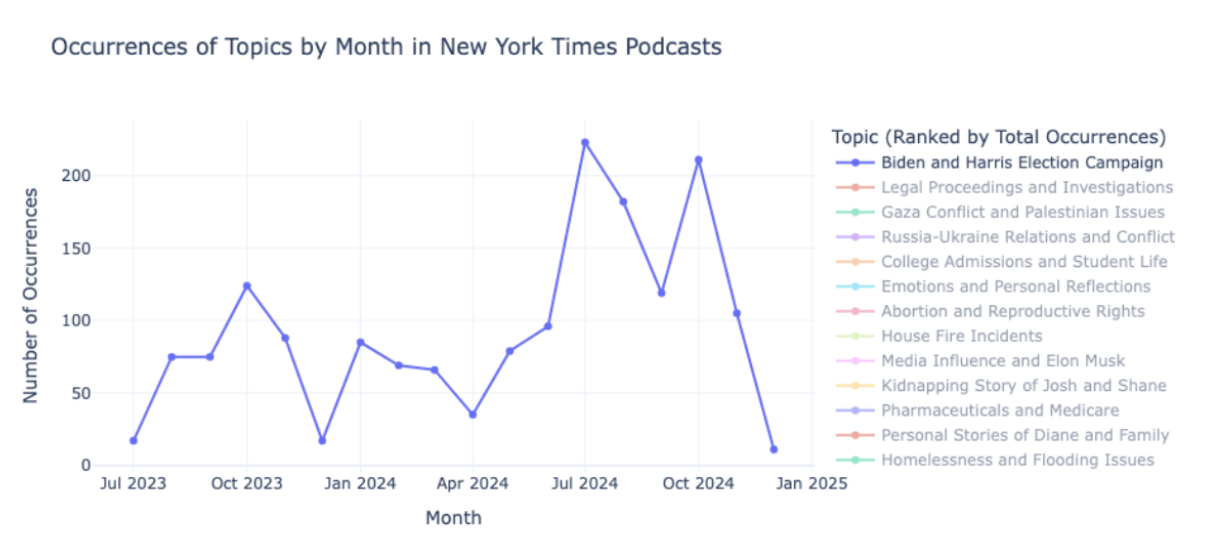 Occurrences of Topics by Month in New York Times Podcasts
Number of Occurrences
200
150
100
50
0
Jul 2023
Oct 2023
Jan 2024
Apr 2024
Jul 2024
Oct 2024
Jan 2025
Month
Topic (Ranked by Total Occurrences)
Biden and Harris Election Campaign
Legal Proceedings and Investigations
Gaza Conflict and Palestinian Issues
Russia-Ukraine Relations and Conflict
College Admissions and Student Life
Emotions and Personal Reflections
Abortion and Reproductive Rights
House Fire Incidents
Media Influence and Elon Musk
Kidnapping Story of Josh and Shane
Pharmaceuticals and Medicare
Personal Stories of Diane and Family
Homelessness and Flooding Issues